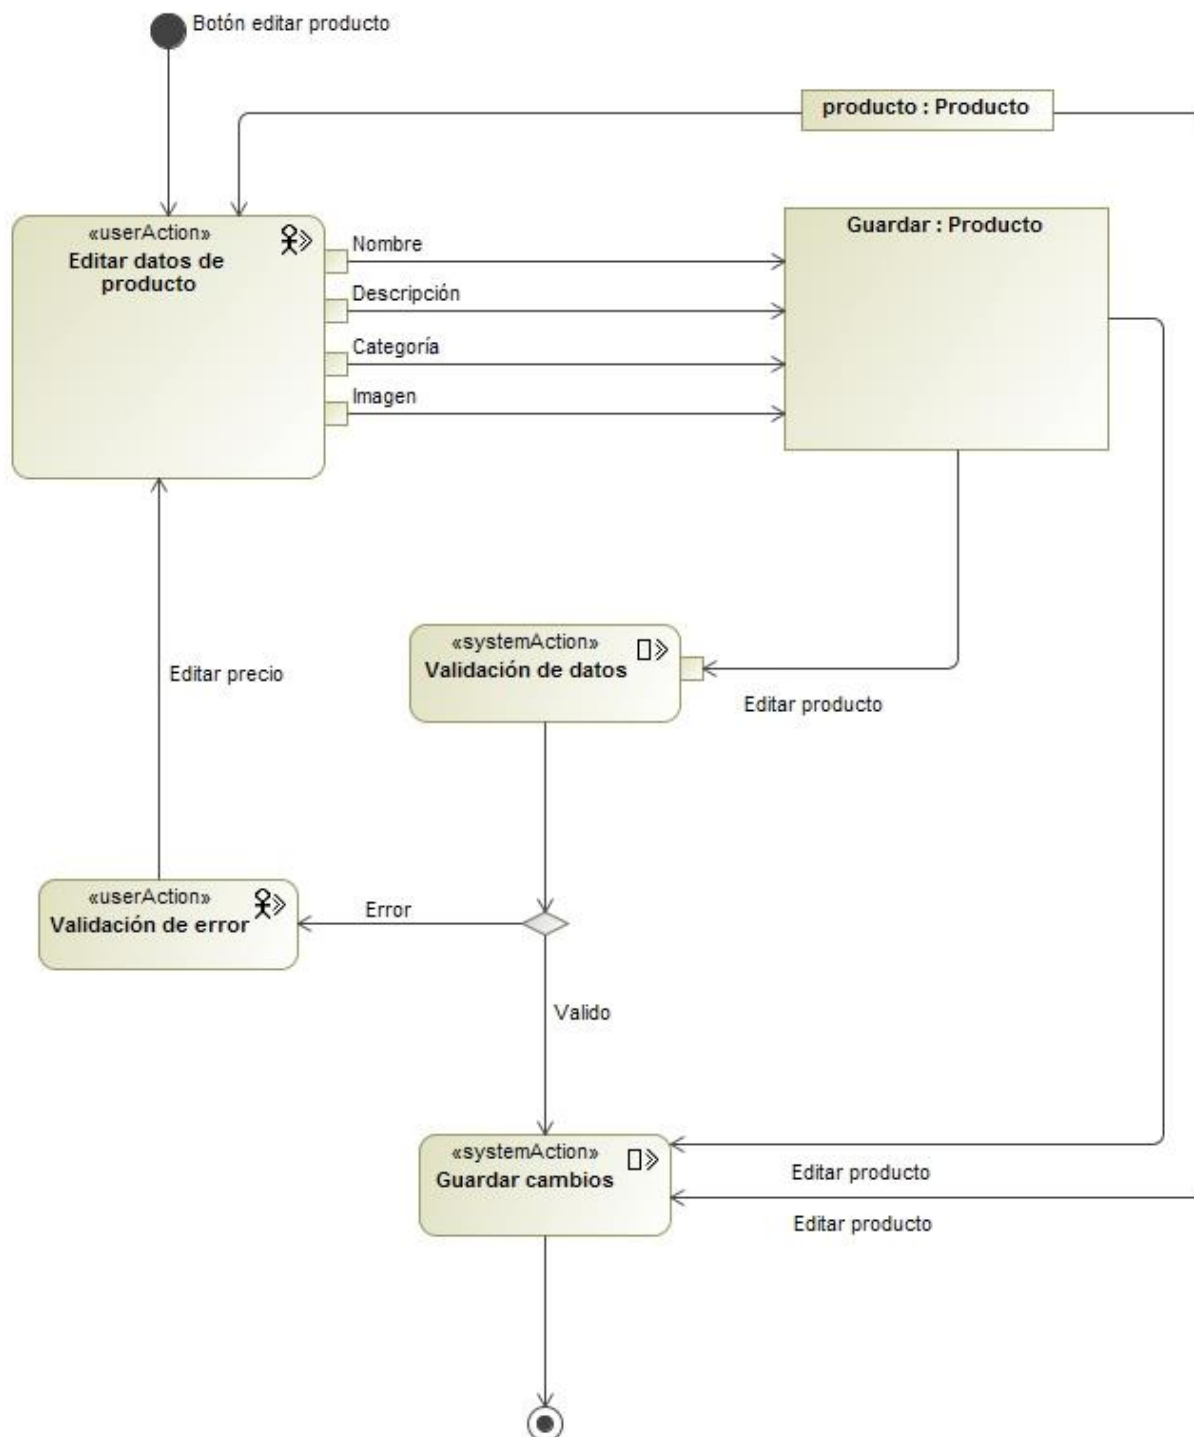 Botón editar producto
producto : Producto
«userAction»
Editar datos de
producto
Nombre
Descripción
Categoría
Imagen
Guardar : Producto
«systemAction»
Validación de datos
Editar producto
Editar precio
«userAction»
Validación de error
Error
Valido
«systemAction»
Guardar cambios
Editar producto
Editar producto